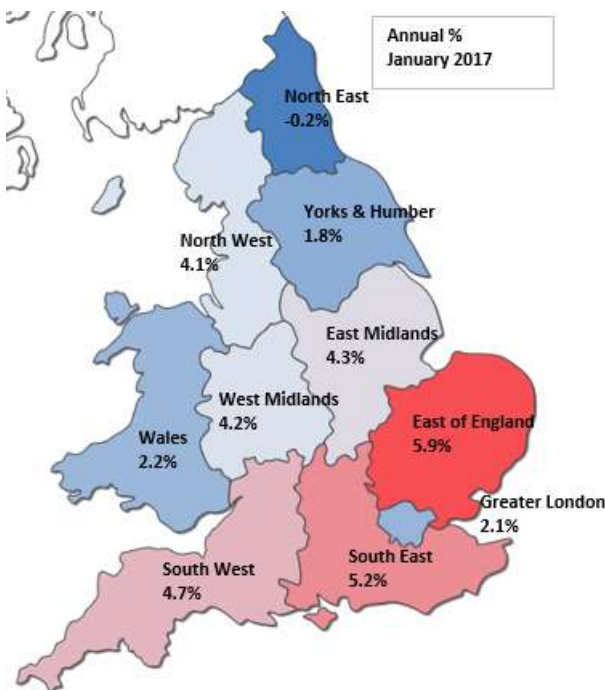 Annual %
January 2017
North East
-0.2%
Yorks & Humber
1.8%
North West
4.1%
East Midlands
4.3%
West Midlands
4.2%
East of England
5.9%
Wales
2.2%
Greater London
2.1%
South West
4.7%
South East
5.2%